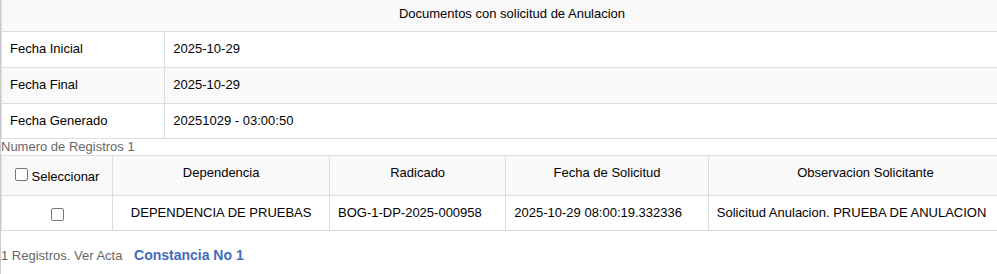 Documentos con solicitud de Anulacion
Fecha Inicial 2025-10-29
Fecha Final 2025-10-29
Fecha Generado 20251029 - 03:00:50
Numero de Registros 1
Seleccionar Dependencia Radicado Fecha de Solicitud Observacion Solicitante
DEPENDENCIA DE PRUEBAS BOG-1-DP-2025-000958 2025-10-29 08:00:19.332336 Solicitud Anulacion. PRUEBA DE ANULACION
1 Registros. Ver Acta Constancia No 1